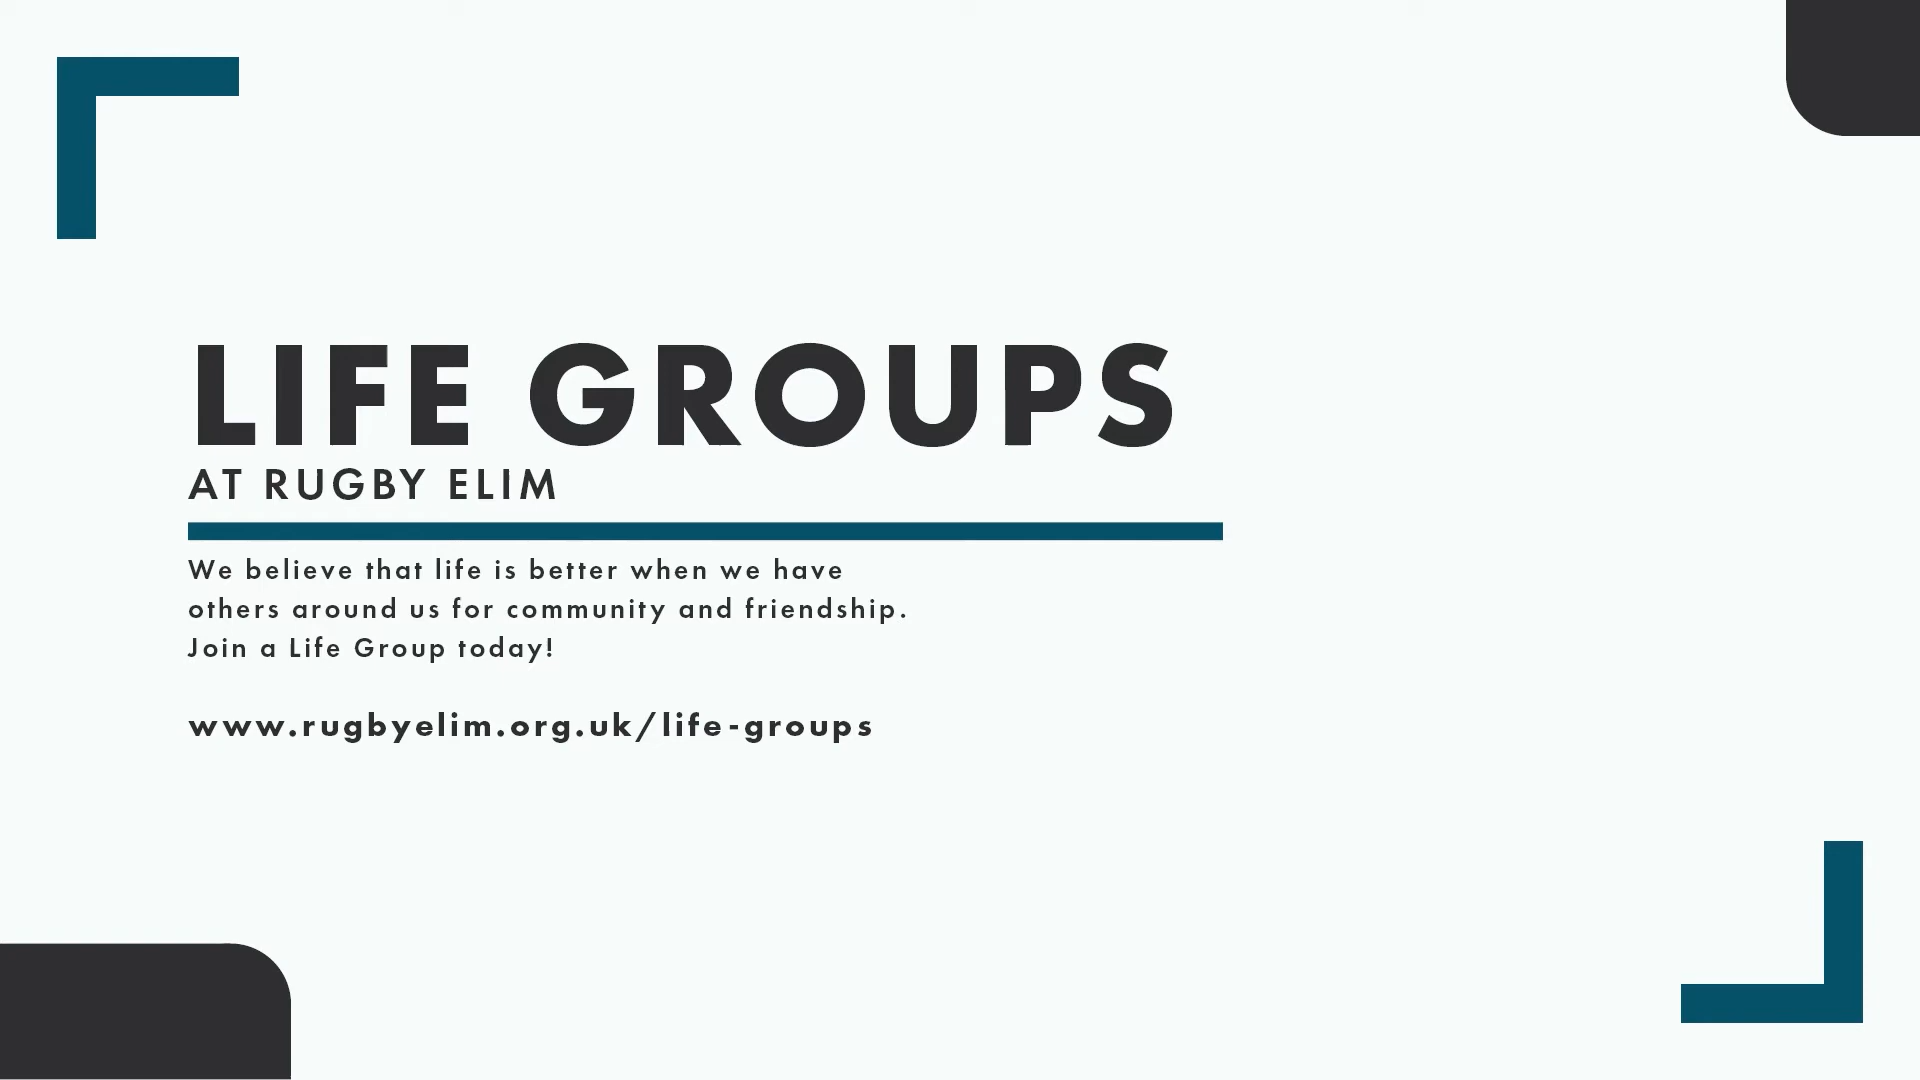 LIFE GROUPS
AT RUGBY ELIM
We believe that life is better when we have
others around us for community and friendship.
Join a Life Group today!
www.rugbyelim.org.uk/life-groups